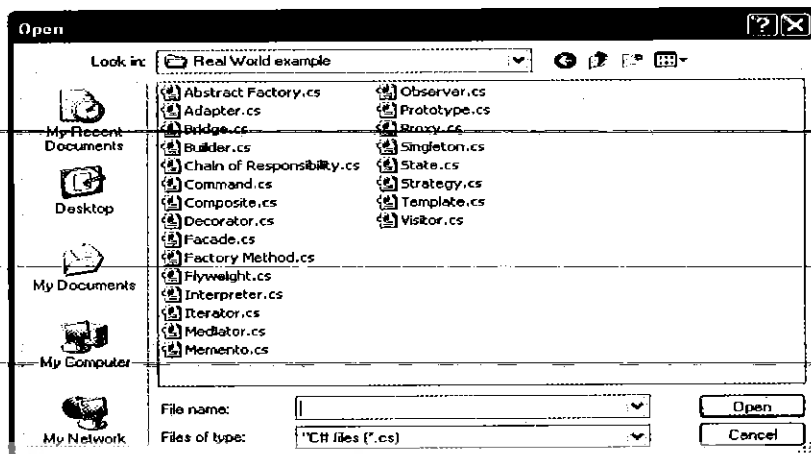 Open
Look in: Real World example
My Recent Documents
Desktop
My Documents
My Computer
My Network
Abstract Factory.cs
Adapter.cs
Bridge.cs
Builder.cs
Chain of Responsibility.cs
Command.cs
Composite.cs
Decorator.cs
Facade.cs
Factory Method.cs
Flyweight.cs
Interpreter.cs
Iterator.cs
Mediator.cs
Memento.cs
Observer.cs
Prototype.cs
Proxy.cs
Singleton.cs
State.cs
Strategy.cs
Template.cs
Visitor.cs
File name:
Open
Files of type: "C# files (*.cs)
Cancel